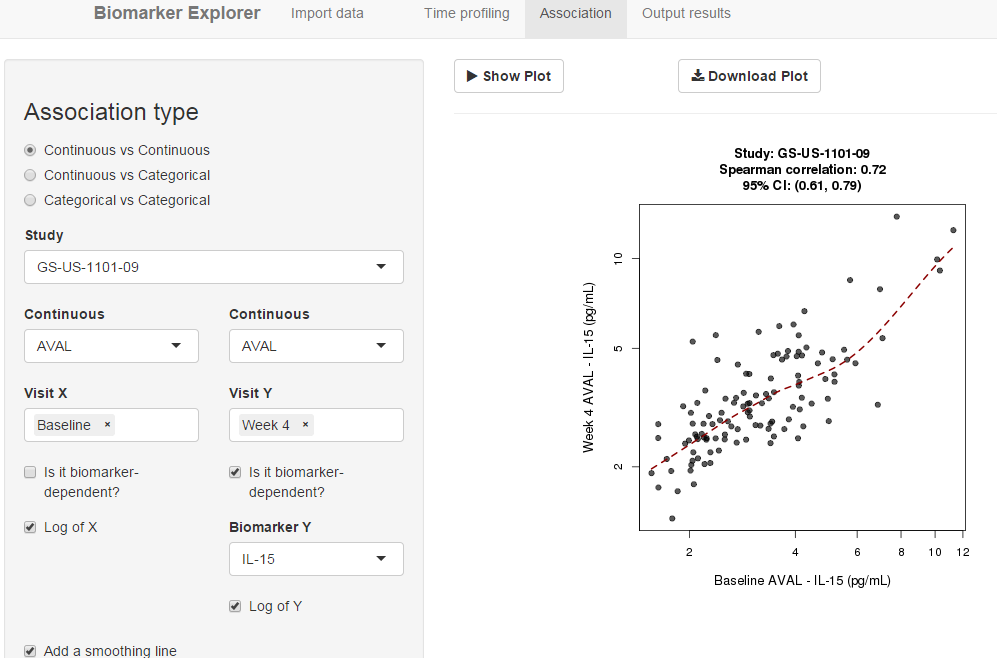 Biomarker Explorer Import data Time profiling Association Output results
Show Plot Download Plot
Association type
Continuous vs Continuous
Continuous vs Categorical
Categorical vs Categorical
Study
GS-US-1101-09
Continuous Continuous
AVAL AVAL
Visit X Visit Y
Baseline × Week 4 ×
Is it biomarker- Is it biomarker-
dependent? dependent?
Log of X Biomarker Y
IL-15
Log of Y
Add a smoothing line
Study: GS-US-1101-09
Spearman correlation: 0.72
95% CI: (0.61, 0.79)
Week 4 AVAL - IL-15 (pg/mL)
10
5
2
2 4 6 8 10 12
Baseline AVAL - IL-15 (pg/mL)